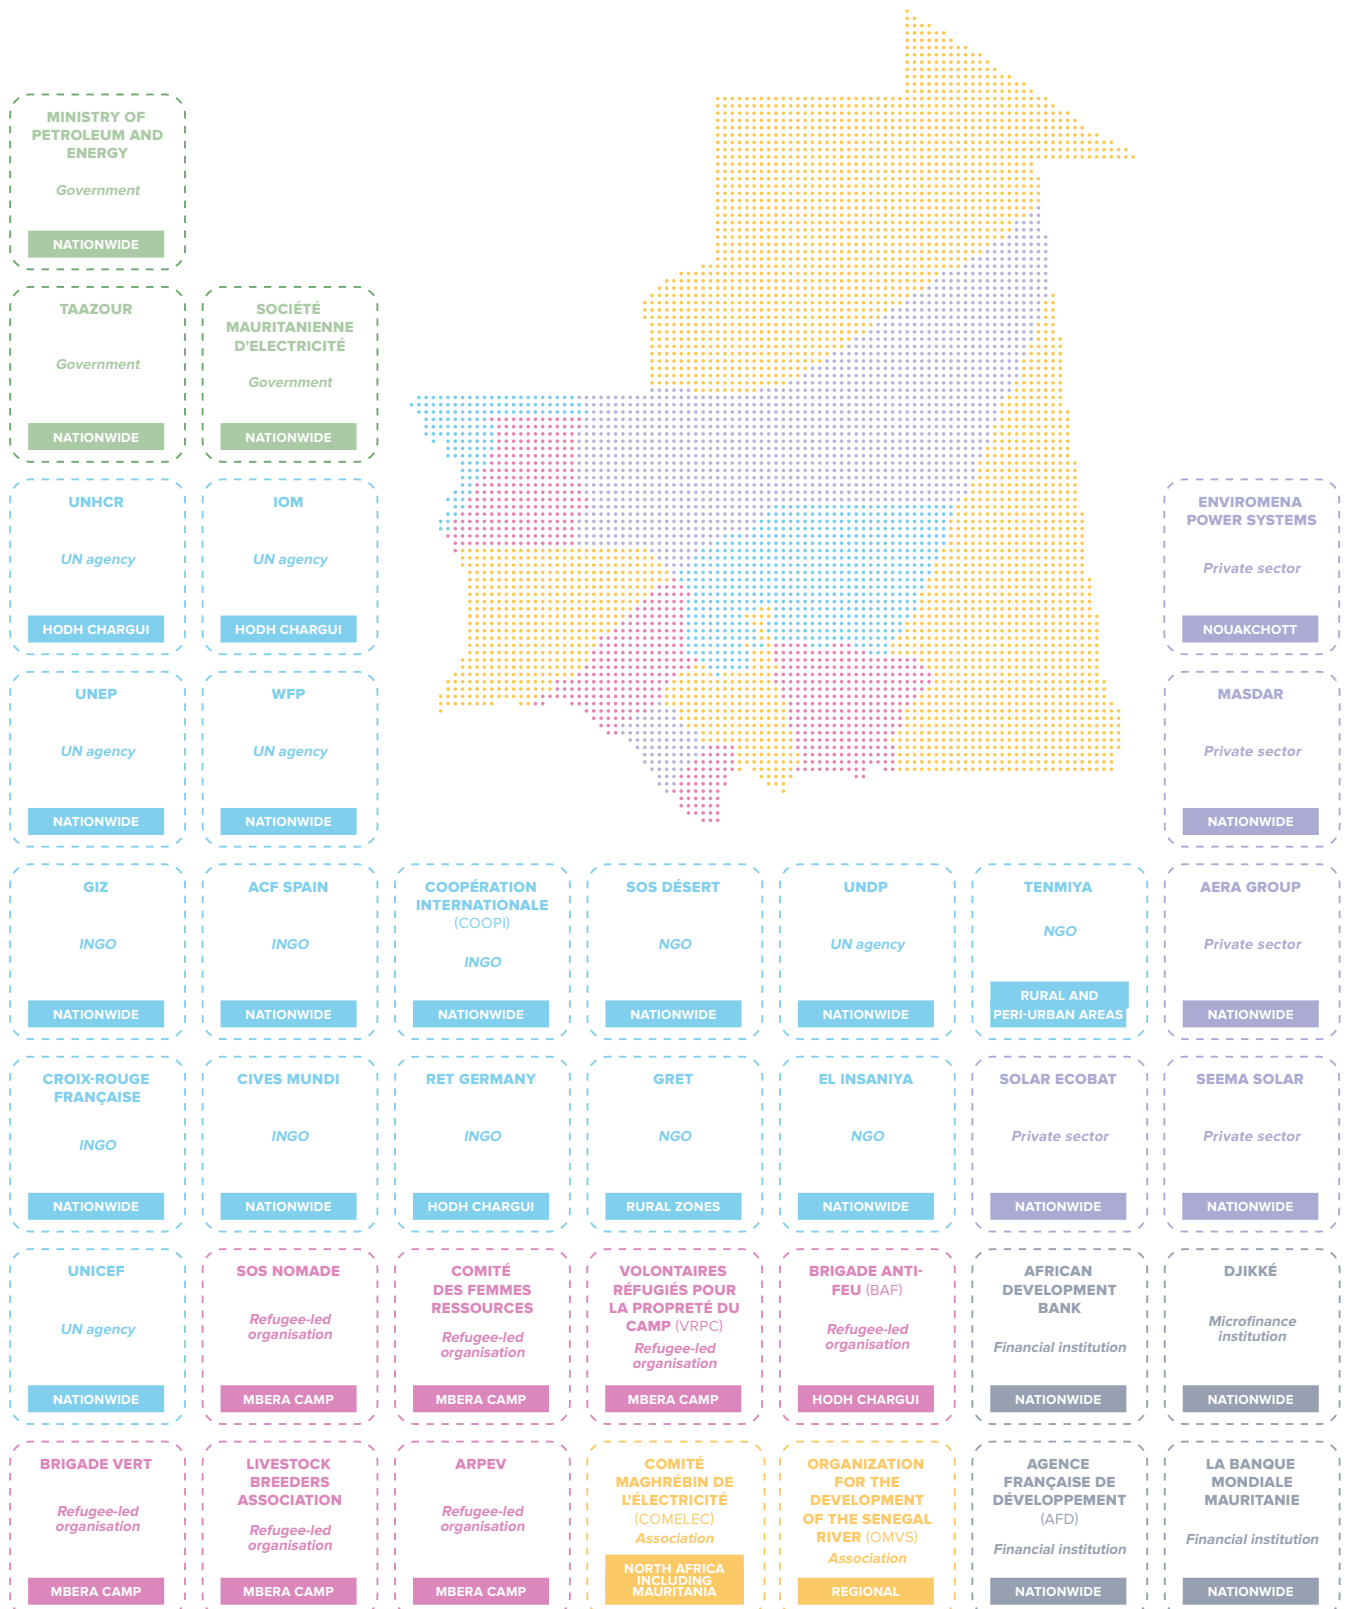 MINISTRY OF
PETROLEUM AND
ENERGY
Government
NATIONWIDE
TAAZOUR
Government
NATIONWIDE
SOCIÉTÉ
MAURITANIENNE
D'ELECTRICITÉ
Government
NATIONWIDE
UNHCR
UN agency
HODH CHARGUI
IOM
UN agency
HODH CHARGUI
ENVIROMENA
POWER SYSTEMS
Private sector
NOUAKCHOTT
UNEP
UN agency
NATIONWIDE
WFP
UN agency
NATIONWIDE
MASDAR
Private sector
NATIONWIDE
GIZ
INGO
NATIONWIDE
ACF SPAIN
INGO
NATIONWIDE
COOPÉRATION
INTERNATIONALE
(COOPI)
INGO
NATIONWIDE
SOS DÉSERT
NGO
NATIONWIDE
UNDP
UN agency
NATIONWIDE
TENMIYA
NGO
RURAL AND
PERI-URBAN AREAS
AERA GROUP
Private sector
NATIONWIDE
CROIX-ROUGE
FRANÇAISE
INGO
NATIONWIDE
CIVES MUNDI
INGO
NATIONWIDE
RET GERMANY
INGO
HODH CHARGUI
GRET
NGO
RURAL ZONES
EL INSANIYA
NGO
NATIONWIDE
SOLAR ECOBAT
Private sector
NATIONWIDE
SEEMA SOLAR
Private sector
NATIONWIDE
UNICEF
UN agency
NATIONWIDE
SOS NOMADE
Refugee-led
organisation
MBERA CAMP
COMITÉ
DES FEMMES
RESSOURCES
Refugee-led
organisation
MBERA CAMP
VOLONTAIRES
RÉFUGIÉS POUR
LA PROPRETÉ DU
CAMP (VRPC)
Refugee-led
organisation
MBERA CAMP
BRIGADE ANTI-
FEU (BAF)
Refugee-led
organisation
HODH CHARGUI
AFRICAN
DEVELOPMENT
BANK
Financial institution
NATIONWIDE
DJIKKÉ
Microfinance
institution
NATIONWIDE
BRIGADE VERT
Refugee-led
organisation
MBERA CAMP
LIVESTOCK
BREEDERS
ASSOCIATION
Refugee-led
organisation
MBERA CAMP
ARPEV
Refugee-led
organisation
MBERA CAMP
COMITÉ
MAGHRÉBIN DE
L'ÉLECTRICITÉ
(COMELEC)
Association
NORTH AFRICA
INCLUDING
MAURITANIA
ORGANIZATION
FOR THE
DEVELOPMENT
OF THE SENEGAL
RIVER (OMVS)
Association
REGIONAL
AGENCE
FRANÇAISE DE
DÉVELOPPEMENT
(AFD)
Financial institution
NATIONWIDE
LA BANQUE
MONDIALE
MAURITANIE
Financial institution
NATIONWIDE